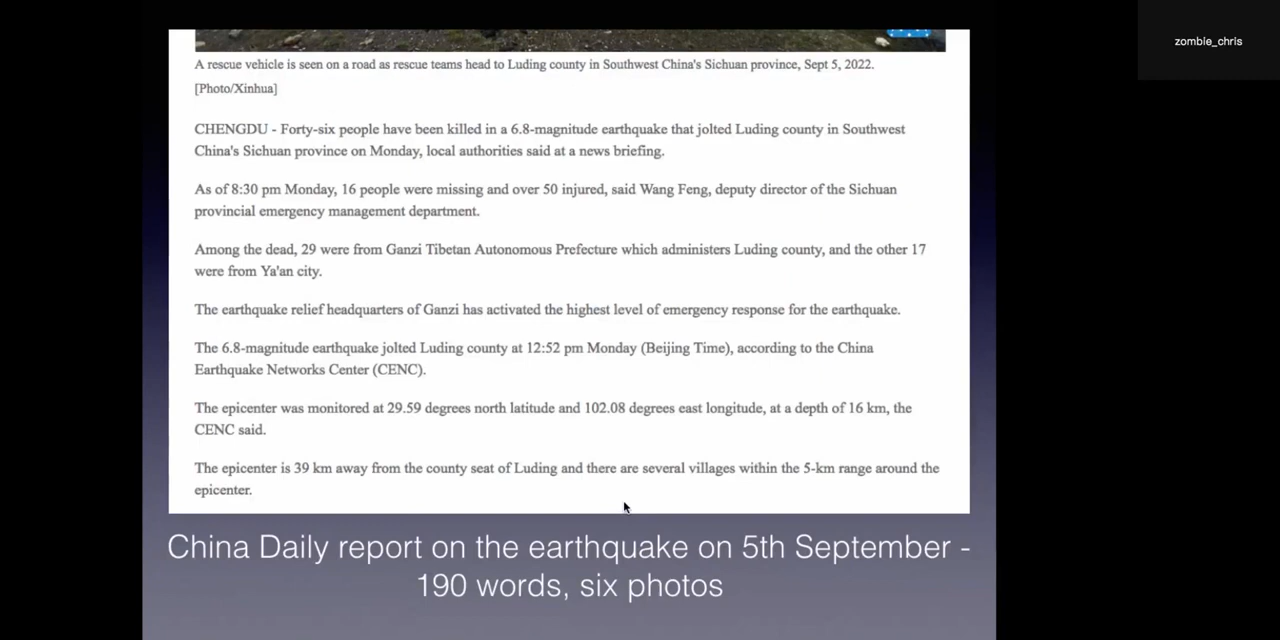 zombie_chris
A rescue vehicle is seen on a road as rescue teams head to Luding county in Southwest China's Sichuan province, Sept 5, 2022.
[Photo/Xinhua]
CHENGDU - Forty-six people have been killed in a 6.8-magnitude earthquake that jolted Luding county in Southwest
China's Sichuan province on Monday, local authorities said at a news briefing.
As of 8:30 pm Monday, 16 people were missing and over 50 injured, said Wang Feng, deputy director of the Sichuan
provincial emergency management department.
Among the dead, 29 were from Ganzi Tibetan Autonomous Prefecture which administers Luding county, and the other 17
were from Ya'an city.
The earthquake relief headquarters of Ganzi has activated the highest level of emergency response for the earthquake.
The 6.8-magnitude earthquake jolted Luding county at 12:52 pm Monday (Beijing Time), according to the China
Earthquake Networks Center (CENC).
The epicenter was monitored at 29.59 degrees north latitude and 102.08 degrees east longitude, at a depth of 16 km, the
CENC said.
The epicenter is 39 km away from the county seat of Luding and there are several villages within the 5-km range around the
epicenter.
China Daily report on the earthquake on 5th September -
190 words, six photos